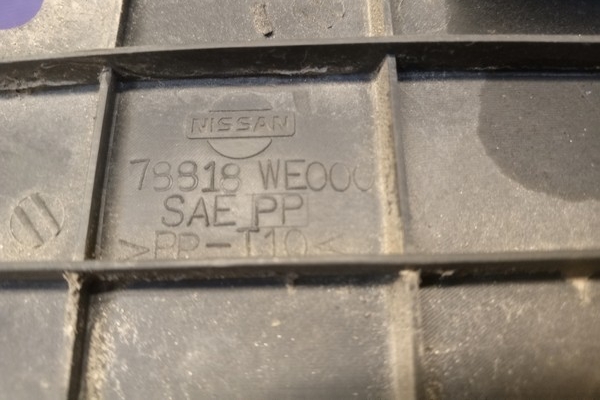 NISSAN
78818 WE000
SAE PP
>PP-T10<